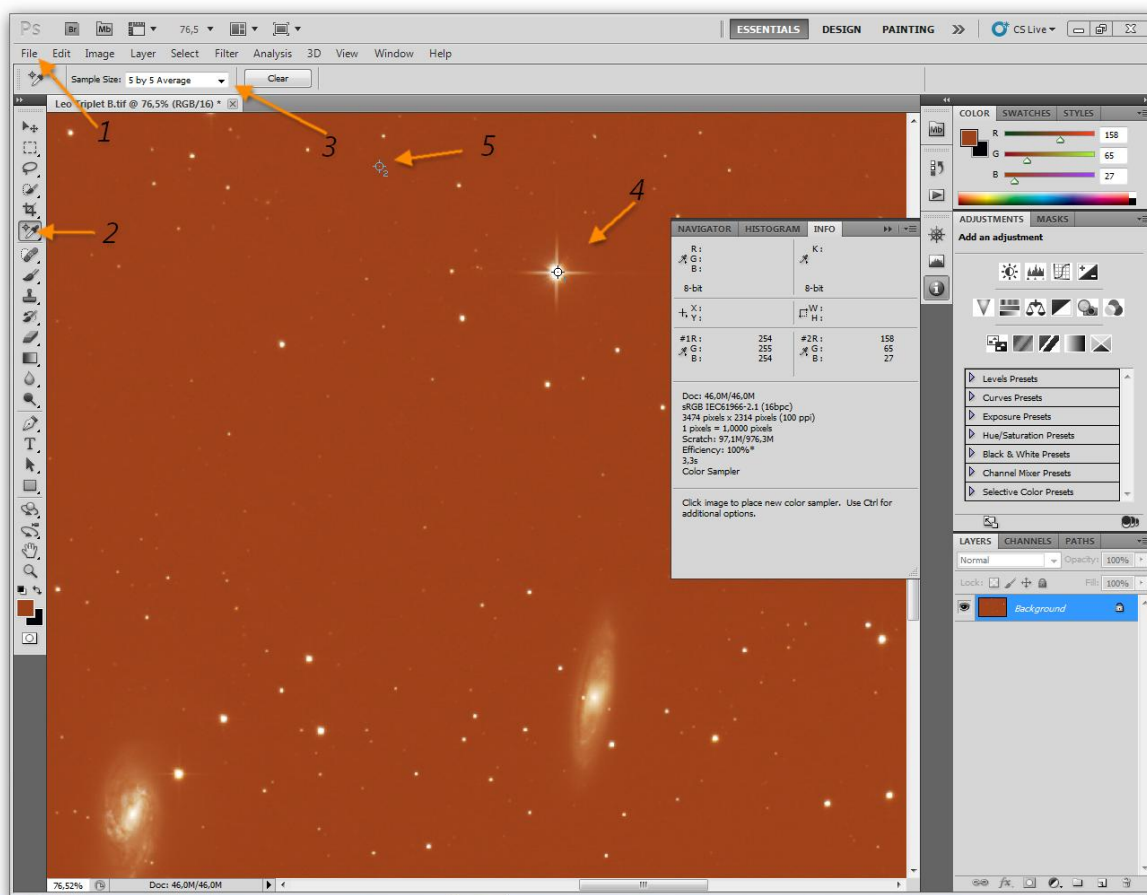 Ps Br Mb 76,5 ESSENTIALS DESIGN PAINTING CS Live
File Edit Image Layer Select Filter Analysis 3D View Window Help
Sample Size: 5 by 5 Average Clear
Leo Triplet B.tif @ 76,5% (RGB/16) *
1
3
5
4
2
2
NAVIGATOR HISTOGRAM INFO
R: K:
G:
B:
8-bit 8-bit
X: W:
Y: H:
#1R: 254 #2R: 158
G: 255 G: 65
B: 254 B: 27
Doc: 46,0M/46,0M
sRGB IEC61966-2.1 (16bpc)
3474 pixels x 2314 pixels (100 ppi)
1 pixels = 1,0000 pixels
Scratch: 97,1M/976,3M
Efficiency: 100%*
3,3s
Color Sampler
Click image to place new color sampler. Use Ctrl for
additional options.
Mb
COLOR SWATCHES STYLES
R 158
G 65
B 27
ADJUSTMENTS MASKS
Add an adjustment
Levels Presets
Curves Presets
Exposure Presets
Hue/Saturation Presets
Black & White Presets
Channel Mixer Presets
Selective Color Presets
LAYERS CHANNELS PATHS
Normal Opacity: 100%
Lock: Fill: 100%
Background
T
76,52% Doc: 46,0M/46,0M
fx.